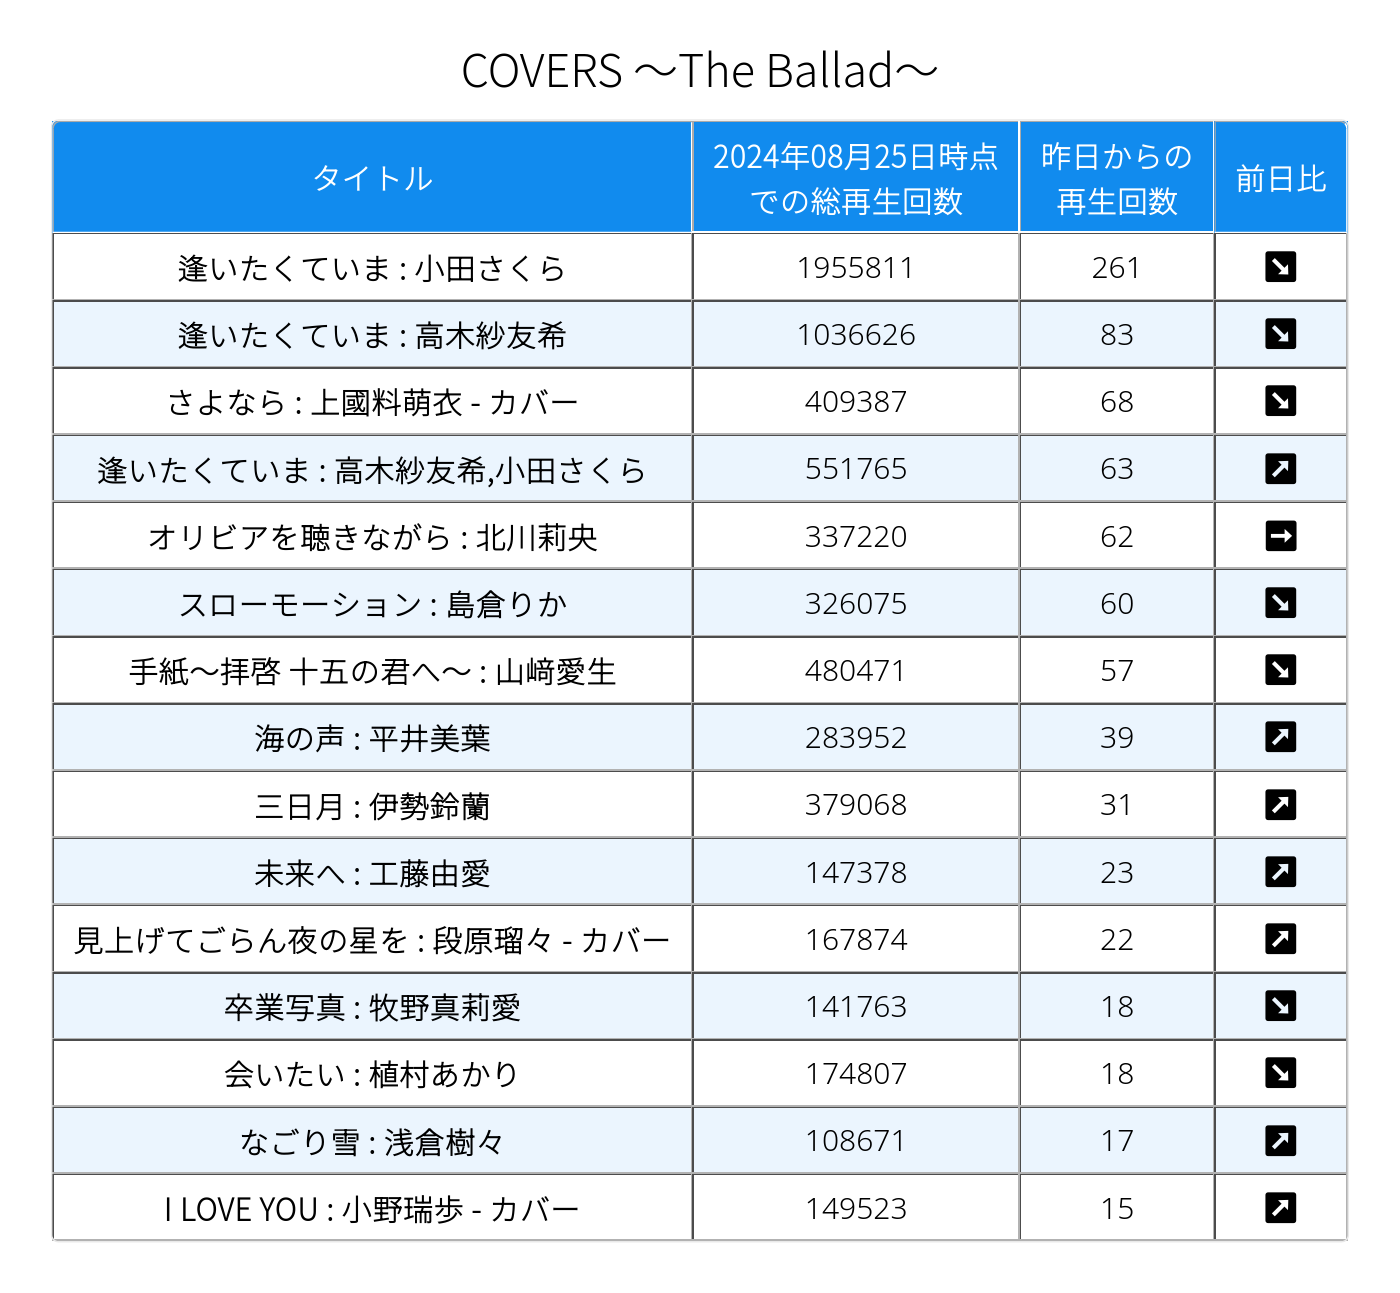 COVERS ～The Ballad～
タイトル 2024年08月25日時点での総再生回数 昨日からの再生回数 前日比
逢いたくていま : 小田さくら 1955811 261 ↘
逢いたくていま : 高木紗友希 1036626 83 ↘
さよなら : 上國料萌衣 - カバー 409387 68 ↘
逢いたくていま : 高木紗友希,小田さくら 551765 63 ↗
オリビアを聴きながら : 北川莉央 337220 62 →
スローモーション : 島倉りか 326075 60 ↘
手紙～拝啓 十五の君へ～ : 山﨑愛生 480471 57 ↘
海の声 : 平井美葉 283952 39 ↗
三日月 : 伊勢鈴蘭 379068 31 ↗
未来へ : 工藤由愛 147378 23 ↗
見上げてごらん夜の星を : 段原瑠々 - カバー 167874 22 ↗
卒業写真 : 牧野真莉愛 141763 18 ↘
会いたい : 植村あかり 174807 18 ↘
なごり雪 : 浅倉樹々 108671 17 ↗
I LOVE YOU : 小野瑞歩 - カバー 149523 15 ↗